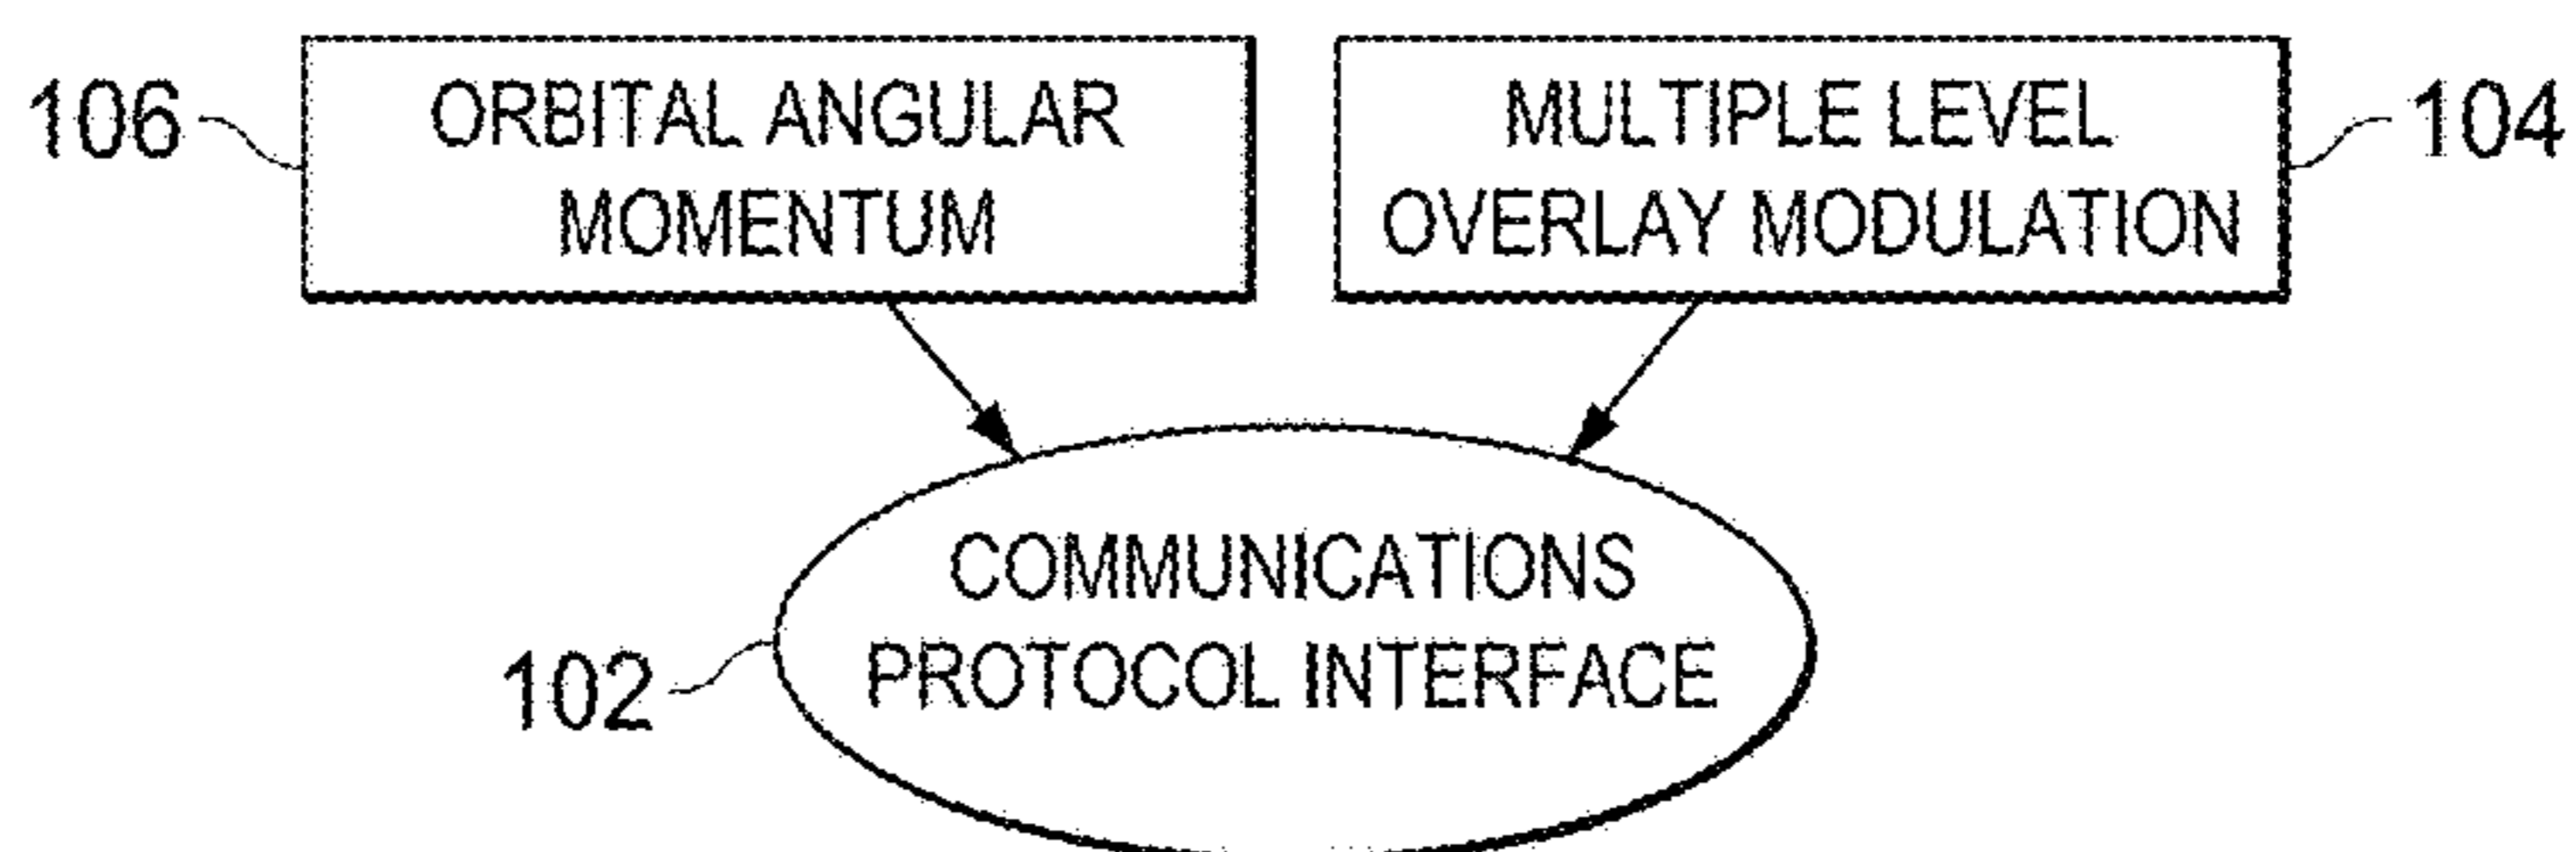 106
ORBITAL ANGULAR
MOMENTUM
MULTIPLE LEVEL
OVERLAY MODULATION
104
COMMUNICATIONS
PROTOCOL INTERFACE
102